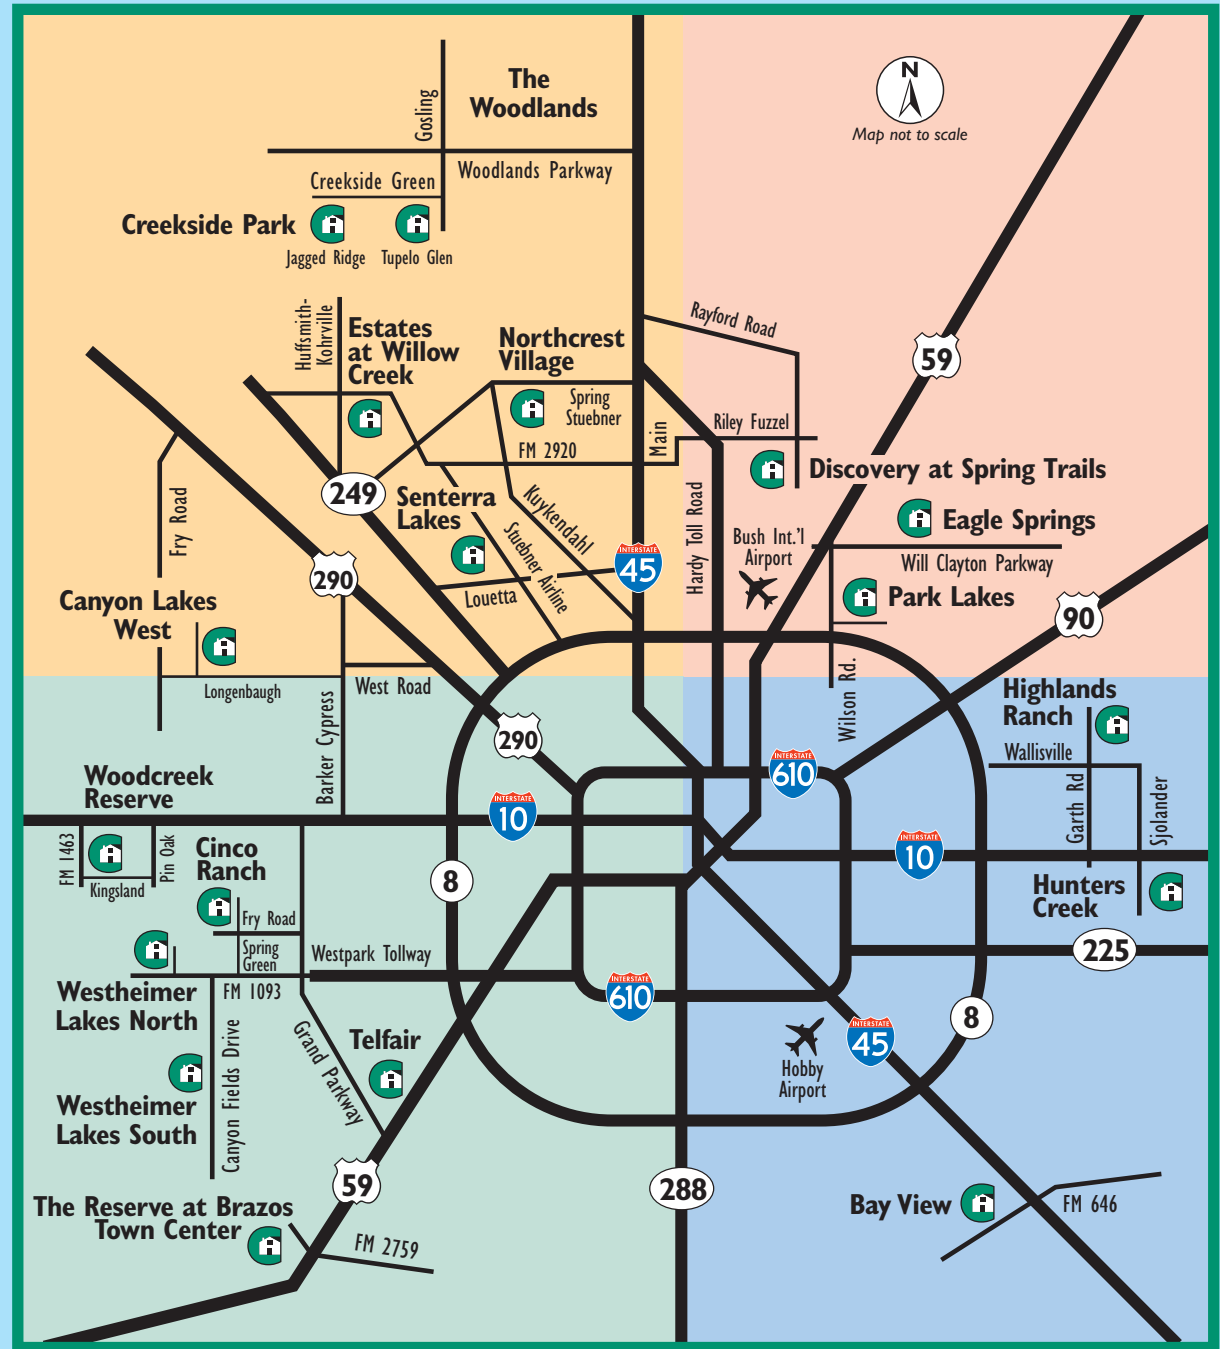 The
Woodlands
Gosling
N
Map not to scale
Woodlands Parkway
Creekside Green
Creekside Park
Jagged Ridge
Tupelo Glen
Huffsmith-
Kohrville
Estates
at Willow
Creek
Northcrest
Village
Spring
Stuebner
Rayford Road
59
Main
Riley Fuzzel
FM 2920
Discovery at Spring Trails
249
Senterra
Lakes
Kuykendahl
Stuebner Airline
Fry Road
Hardy Toll Road
Eagle Springs
Bush Int.'l
Airport
Will Clayton Parkway
INTERSTATE
45
290
Louetta
Park Lakes
90
Canyon Lakes
West
Longenbaugh
West Road
Barker Cypress
Wilson Rd.
Highlands
Ranch
Wallisville
290
INTERSTATE
610
Woodcreek
Reserve
INTERSTATE
10
Garth Rd
Sjolander
FM 1463
Kingsland
Pin Oak
Cinco
Ranch
INTERSTATE
10
8
Hunters
Creek
Fry Road
Spring
Green
Westpark Tollway
225
FM 1093
Westheimer
Lakes North
INTERSTATE
610
8
Canyon Fields Drive
Grand Parkway
Telfair
INTERSTATE
45
Hobby
Airport
Westheimer
Lakes South
59
288
The Reserve at Brazos
Town Center
FM 2759
Bay View
FM 646